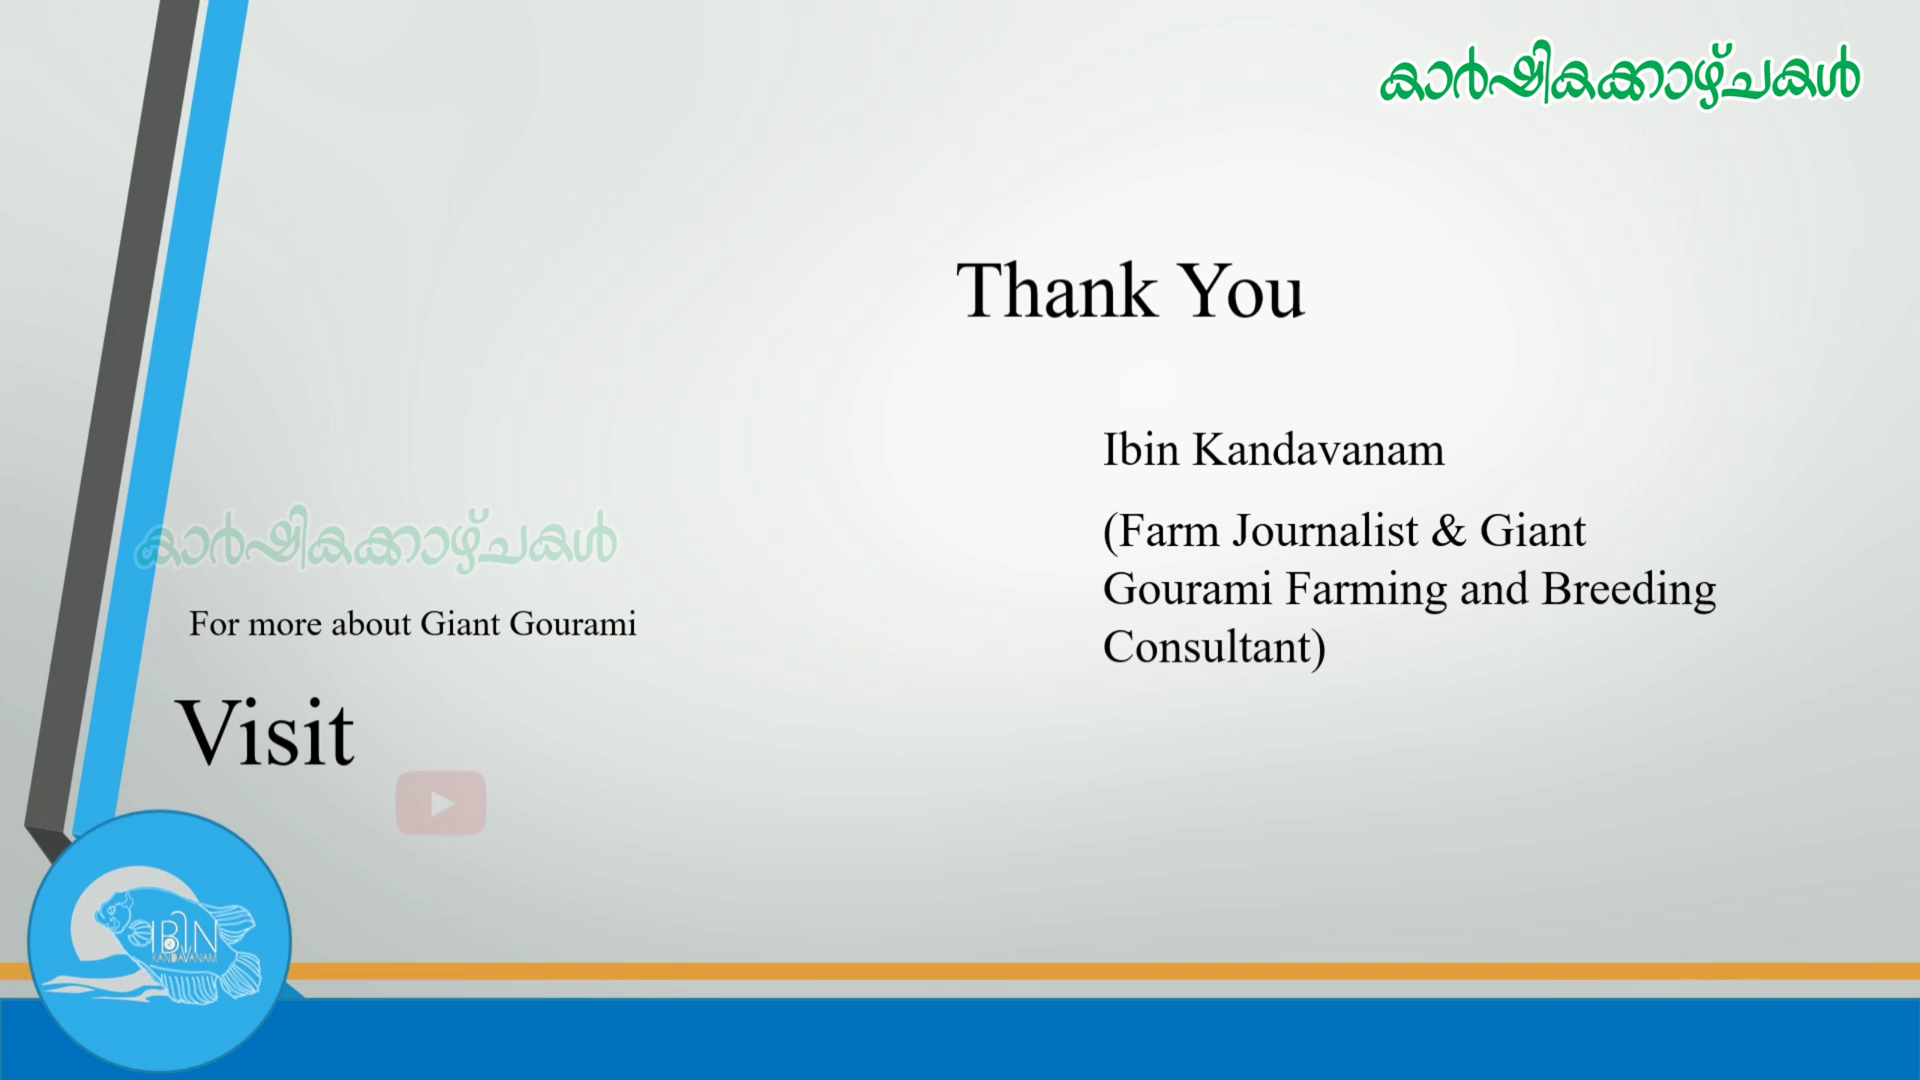 കാർഷികക്കാഴ്ചകൾ
Thank You
Ibin Kandavanam
(Farm Journalist & Giant
Gourami Farming and Breeding
Consultant)
കാർഷികക്കാഴ്ചകൾ
For more about Giant Gourami
Visit
IBIN
KANDAVANAM